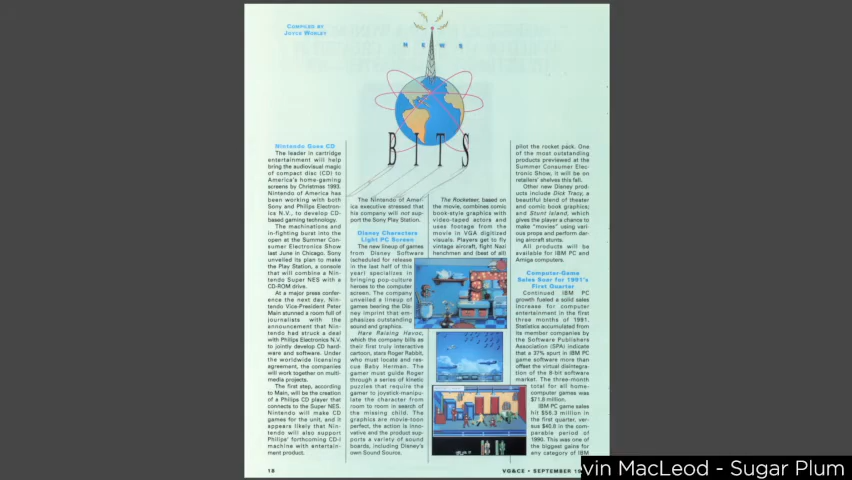 COMPILED BY
JOYCE WORLEY
NEWS
BITS
Nintendo Goes CD
The leader in cartridge
entertainment will help
bring the audiovisual magic
of compact disc (CD) to
America's home-gaming
screens by Christmas 1993.
Nintendo of America has
been working with both
Sony and Philips Electron-
ics N.V., to develop CD-
based gaming technology.
The machinations and
in-fighting burst into the
open at the Summer Con-
sumer Electronics Show
last June in Chicago. Sony
unveiled its plan to make
the Play Station, a console
that will combine a Nin-
tendo Super NES with a
CD-ROM drive.
At a major press confer-
ence the next day, Nin-
tendo Vice-President Peter
Main stunned a room full of
journalists with the
announcement that Nin-
tendo had struck a deal
with Philips Electronics N.V.
to jointly develop CD hard-
ware and software. Under
the worldwide licensing
agreement, the companies
will work together on multi-
media projects.
The first step, according
to Main, will be the creation
of a Philips CD player that
connects to the Super NES.
Nintendo will make CD
games for the unit, and it
appears likely that Nin-
tendo will also support
Philips' forthcoming CD-I
machine with entertain-
ment product.
The Nintendo of Amer-
ica executive stressed that
his company will not sup-
port the Sony Play Station.
Disney Characters
Light PC Screen
The new lineup of games
from Disney Software
(scheduled for release
in the last half of this
year) specializes in
bringing popular-culture
heroes to the computer
screen. The company
unveiled a lineup of
games bearing the Dis-
ney imprint that em-
phasizes outstanding
sound and graphics.
Hare Raising Havoc,
which the company bills as
their first truly interactive
cartoon, stars Roger Rabbit,
who must locate and res-
cue Baby Herman. The
gamer must guide Roger
through a series of kinetic
puzzles that require the
gamer to joystick-manipu-
late the character from
room to room in search of
the missing child. The
graphics are movie-toon
perfect, the action is inno-
vative and the product sup-
ports a variety of sound
boards, including Disney's
own Sound Source.
The Rocketeer, based on
the movie, combines comic
book-style graphics with
video-taped actors and
uses footage from the
movie in VGA digitized
visuals. Players get to fly
vintage aircraft, fight Nazi
henchmen and (best of all)
pilot the rocket pack. One
of the most outstanding
products previewed at the
Summer Consumer Elec-
tronic Show, it will be on
retailers' shelves this fall.
Other new Disney prod-
ucts include Dick Tracy, a
beautiful blend of theater
and comic book graphics;
and Stunt Island, which
gives the player a chance to
make "movies" using vari-
ous props and perform dar-
ing aircraft stunts.
All products will be
available for IBM PC and
Amiga computers.
Computer-Game
Sales Soar for 1991's
First Quarter
Continued IBM PC
growth fueled a solid sales
increase for computer
entertainment in the first
three months of 1991.
Statistics accumulated from
its member companies by
the Software Publishers
Association (SPA) indicate
that a 37% spurt in IBM PC
game software more than
offset the virtual disintegra-
tion of the 8-bit software
market. The three-month
total for all home-
computer games was
$71.8 million.
IBM PC game sales
hit $56.3 million in
the first quarter, ver-
sus $40.9 in the com-
parable period of
1990. This was one of
the biggest gains for
any category of IBM
18
VG&CE • SEPTEMBER
vin MacLeod - Sugar Plum